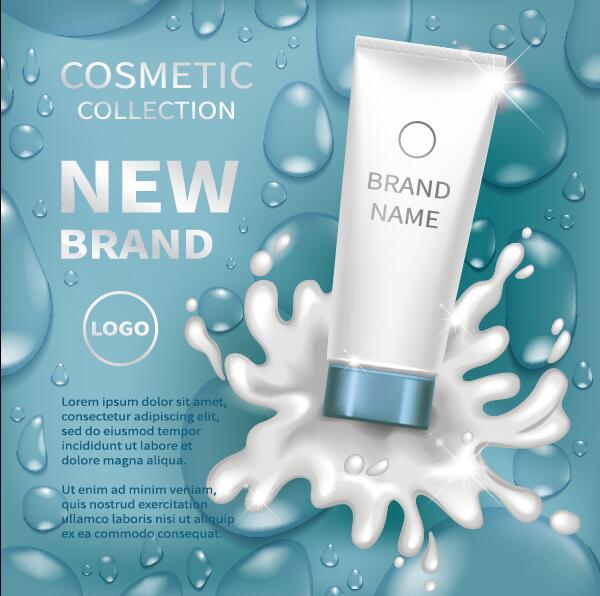 COSMETIC
COLLECTION
NEW
BRAND
LOGO
Lorem ipsum dolor sit amet,
consectetur adipiscing elit,
sed do eiusmod tempor
incididunt ut labore et
dolore magna aliqua.
Ut enim ad minim veniam,
quis nostrud exercitation
ullamco laboris nisi ut aliquip
ex ea commodo consequat.
BRAND
NAME